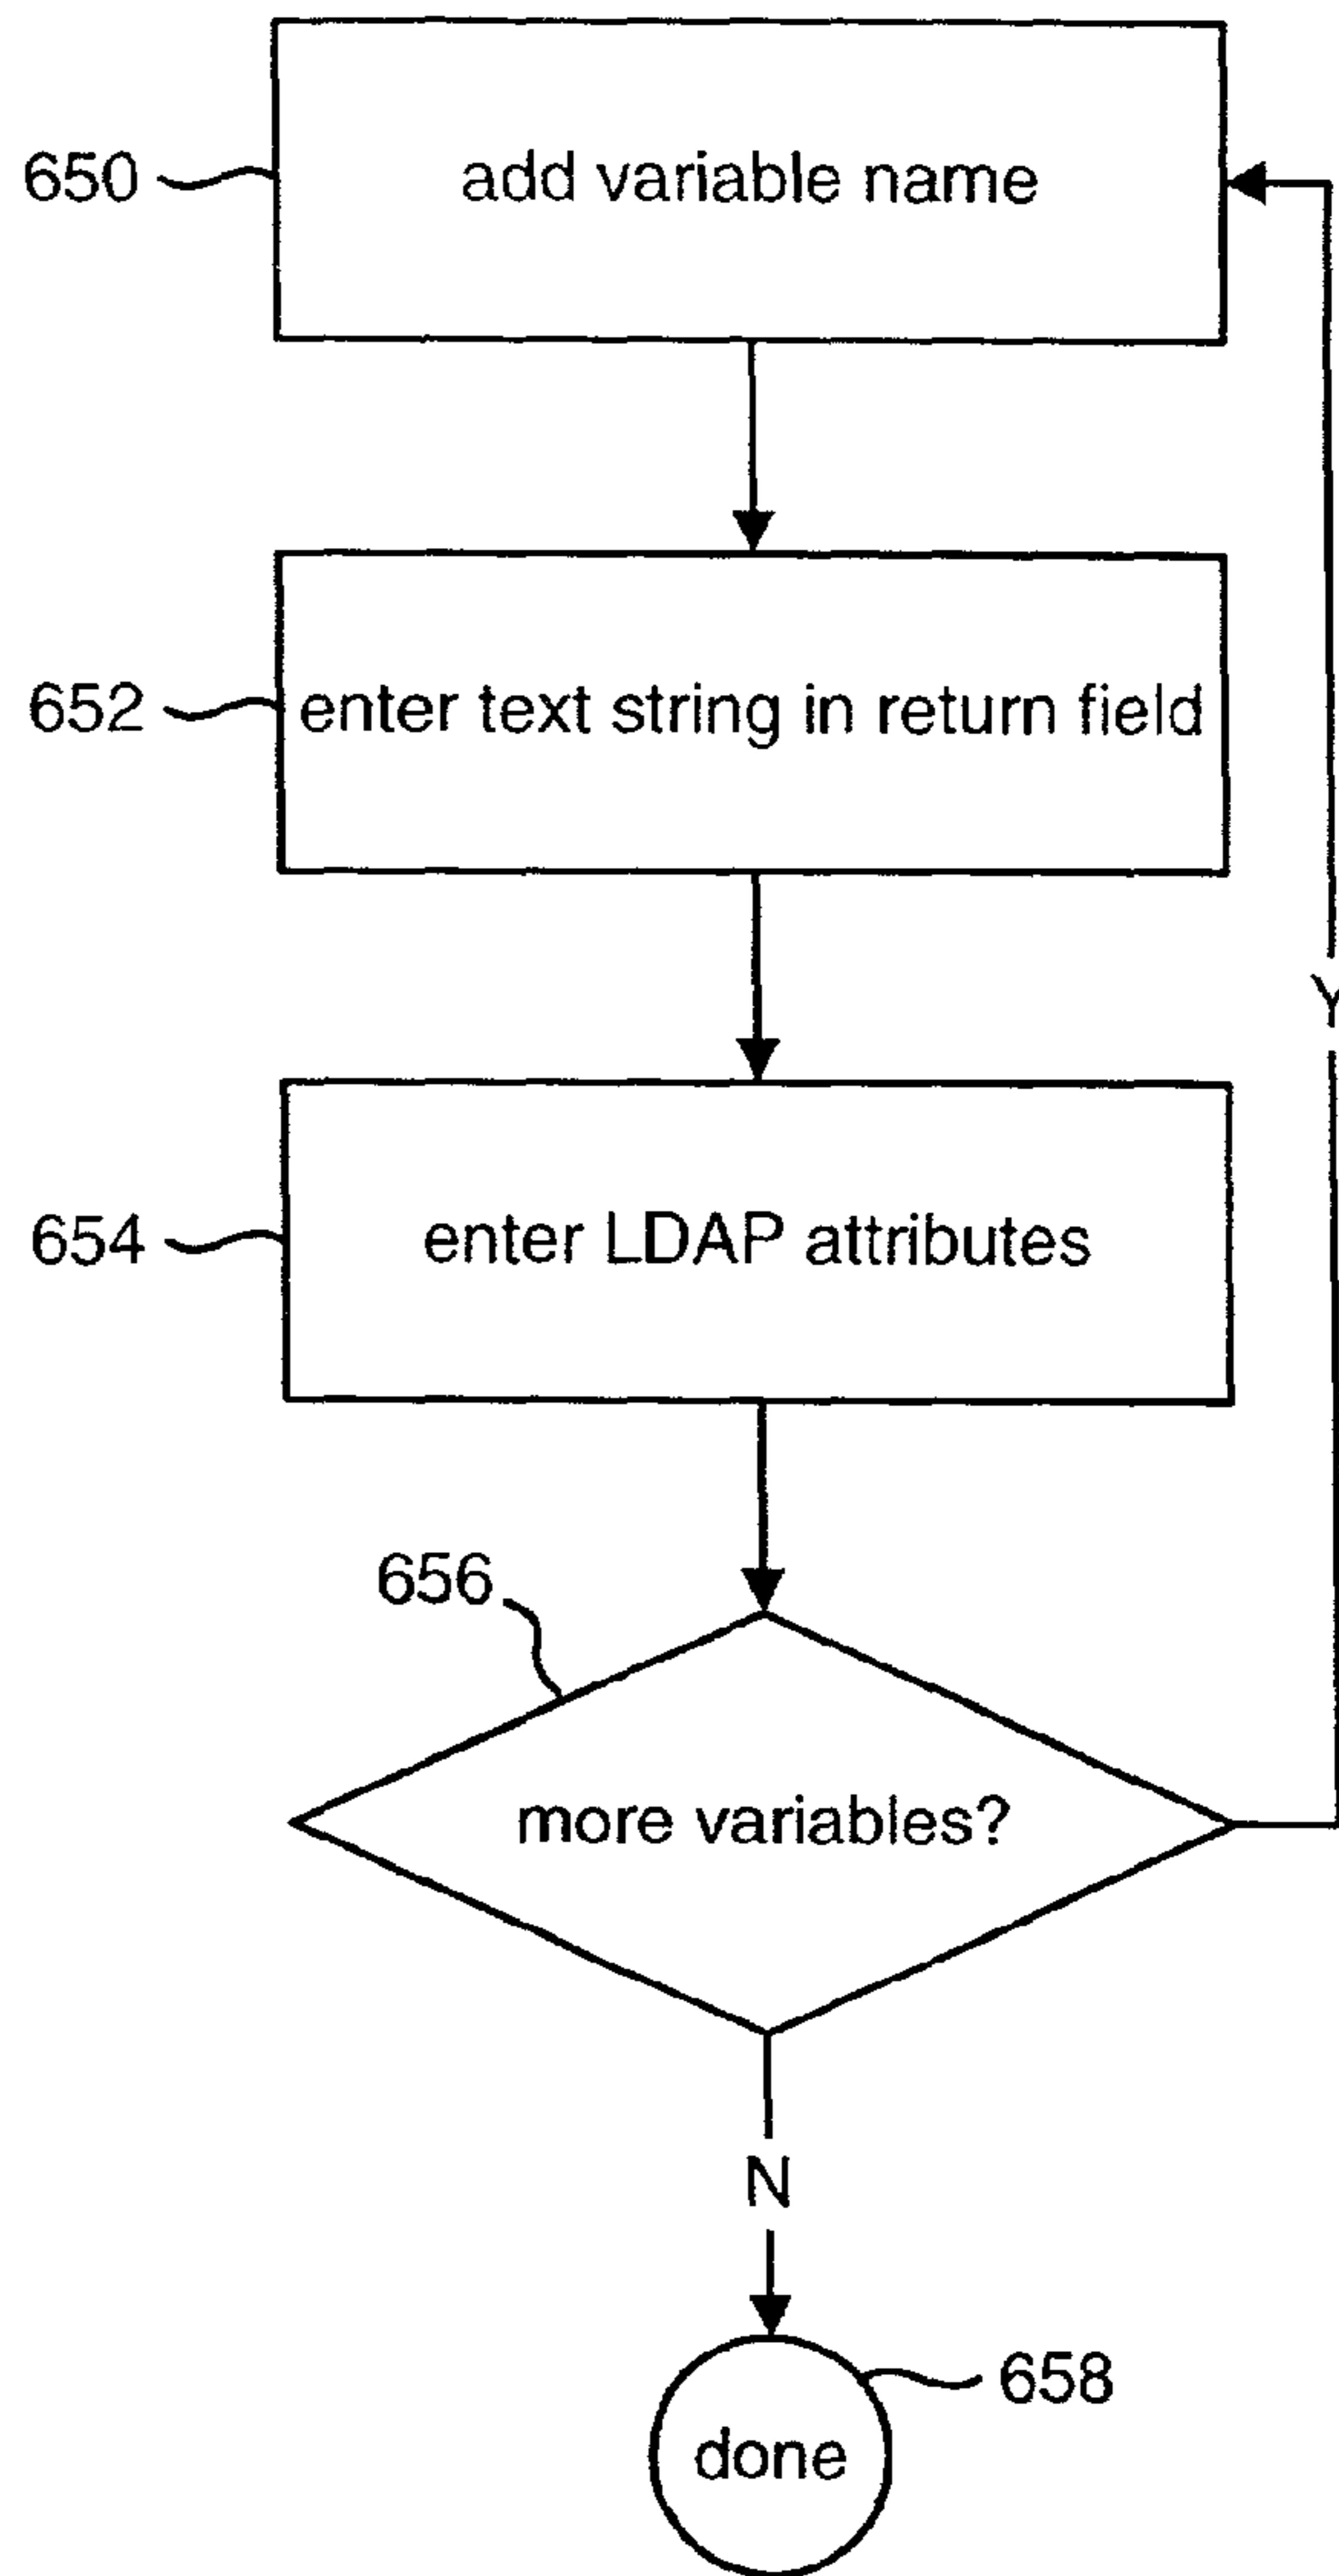 650
add variable name
652
enter text string in return field
Y
654
enter LDAP attributes
656
more variables?
N
658
done